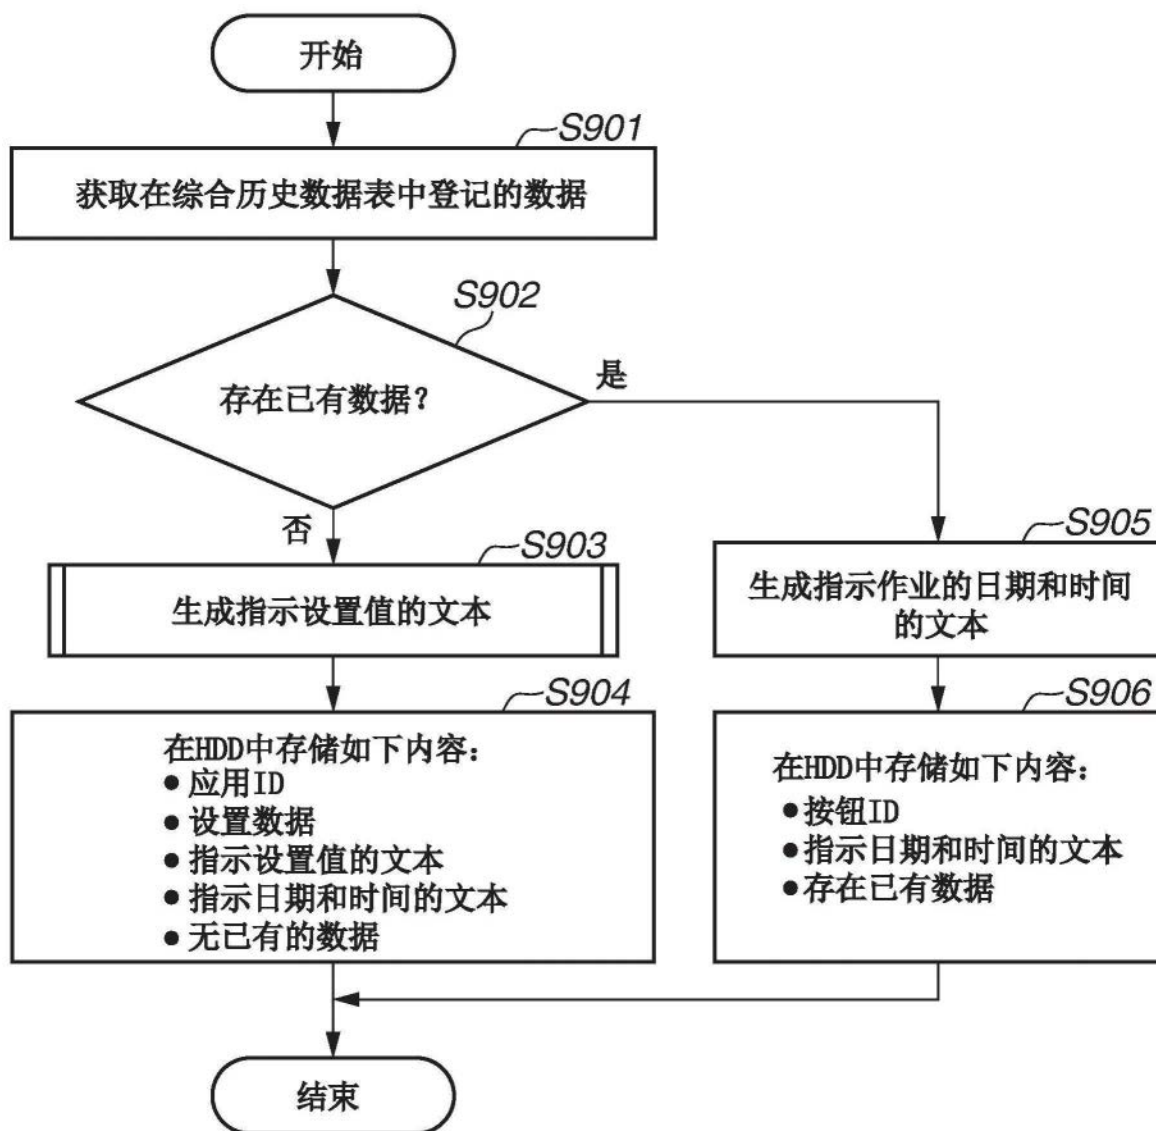 开始
S901
获取在综合历史数据表中登记的数据
S902
存在已有数据？
是
否
S903
生成指示设置值的文本
S904
在HDD中存储如下内容：
●应用ID
●设置数据
●指示设置值的文本
●指示日期和时间的文本
●无已有的数据
S905
生成指示作业的日期和时间
的文本
S906
在HDD中存储如下内容：
●按钮ID
●指示日期和时间的文本
●存在已有数据
结束